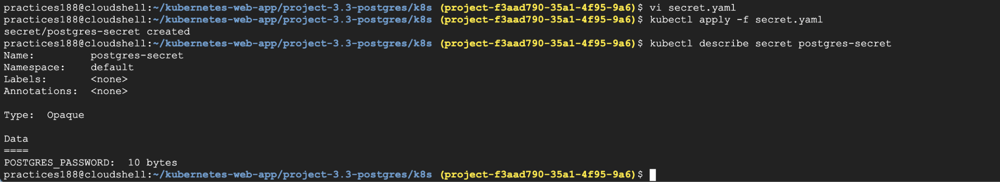 practices188@cloudshell:~/kubernetes-web-app/project-3.3-postgres/k8s (project-f3aad790-35a1-4f95-9a6)$ vi secret.yaml
practices188@cloudshell:~/kubernetes-web-app/project-3.3-postgres/k8s (project-f3aad790-35a1-4f95-9a6)$ kubectl apply -f secret.yaml
secret/postgres-secret created
practices188@cloudshell:~/kubernetes-web-app/project-3.3-postgres/k8s (project-f3aad790-35a1-4f95-9a6)$ kubectl describe secret postgres-secret
Name:         postgres-secret
Namespace:    default
Labels:       <none>
Annotations:  <none>

Type:  Opaque

Data
====
POSTGRES_PASSWORD:  10 bytes
practices188@cloudshell:~/kubernetes-web-app/project-3.3-postgres/k8s (project-f3aad790-35a1-4f95-9a6)$